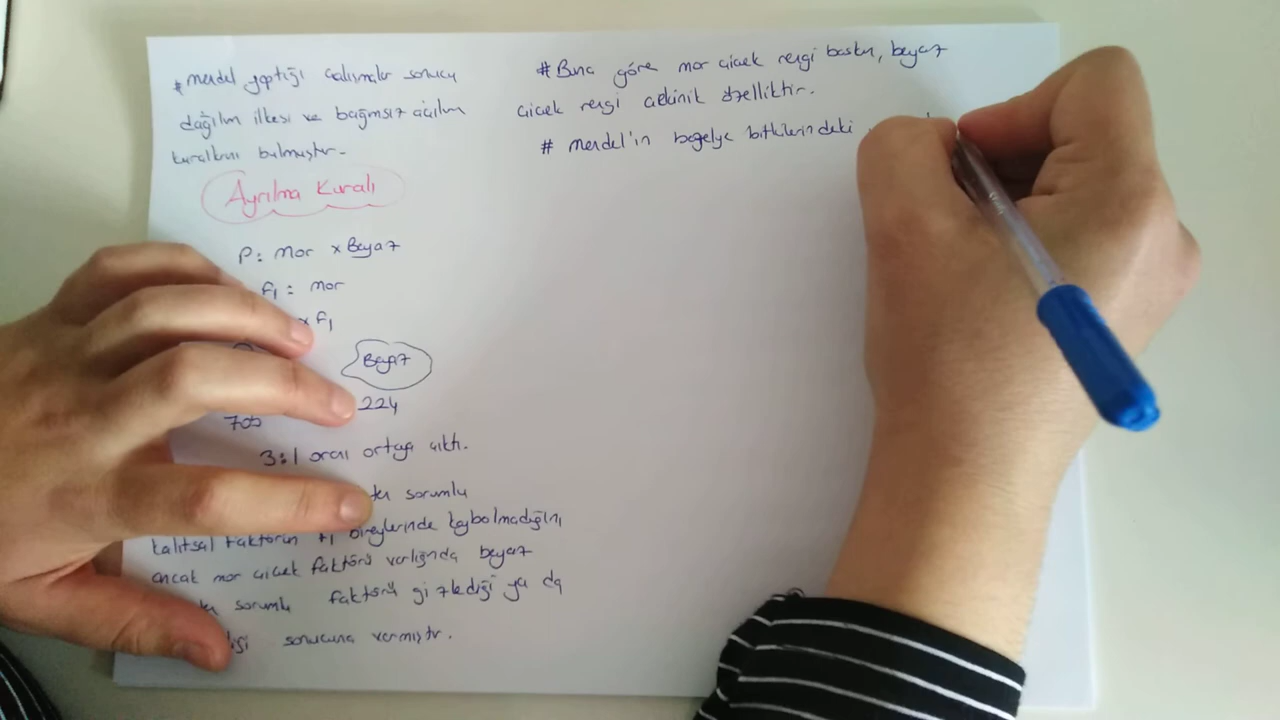 # mendel yaptığı çalışmalar sonucu
dağılım ilkesi ve bağımsız açılım
kurallarını bulmuştur.
Ayrılma Kuralı
P: mor x Beyaz
F1: mor
x F1
Beyaz
705 224
3:1 oranı ortaya çıktı.
sorumlu
kalıtsal faktörün F1 bireylerinde kaybolmadığını,
ancak mor çiçek faktörü varlığında beyaz
sorumlu faktörü gizlediği ya da
sonucuna varmıştır.
# Buna göre mor çiçek rengi baskın, beyaz
çiçek rengi çekinik özelliktir.
# mendel'in bezelye bitkilerindeki